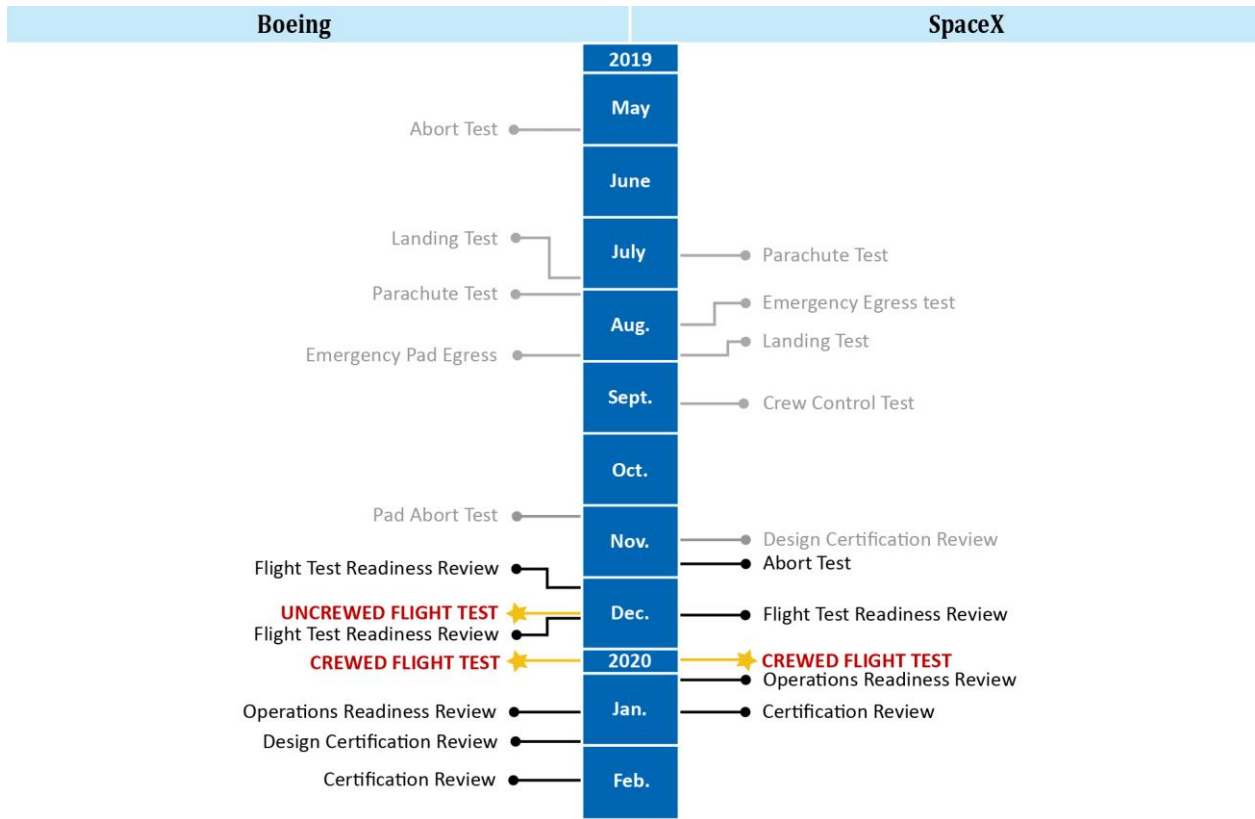 Boeing
SpaceX
2019
May
Abort Test
June
Landing Test
July
Parachute Test
Parachute Test
Emergency Egress test
Aug.
Landing Test
Emergency Pad Egress
Sept.
Crew Control Test
Oct.
Pad Abort Test
Nov.
Design Certification Review
Abort Test
Flight Test Readiness Review
UNCREWED FLIGHT TEST
Dec.
Flight Test Readiness Review
Flight Test Readiness Review
CREWED FLIGHT TEST
2020
CREWED FLIGHT TEST
Operations Readiness Review
Operations Readiness Review
Jan.
Certification Review
Design Certification Review
Certification Review
Feb.